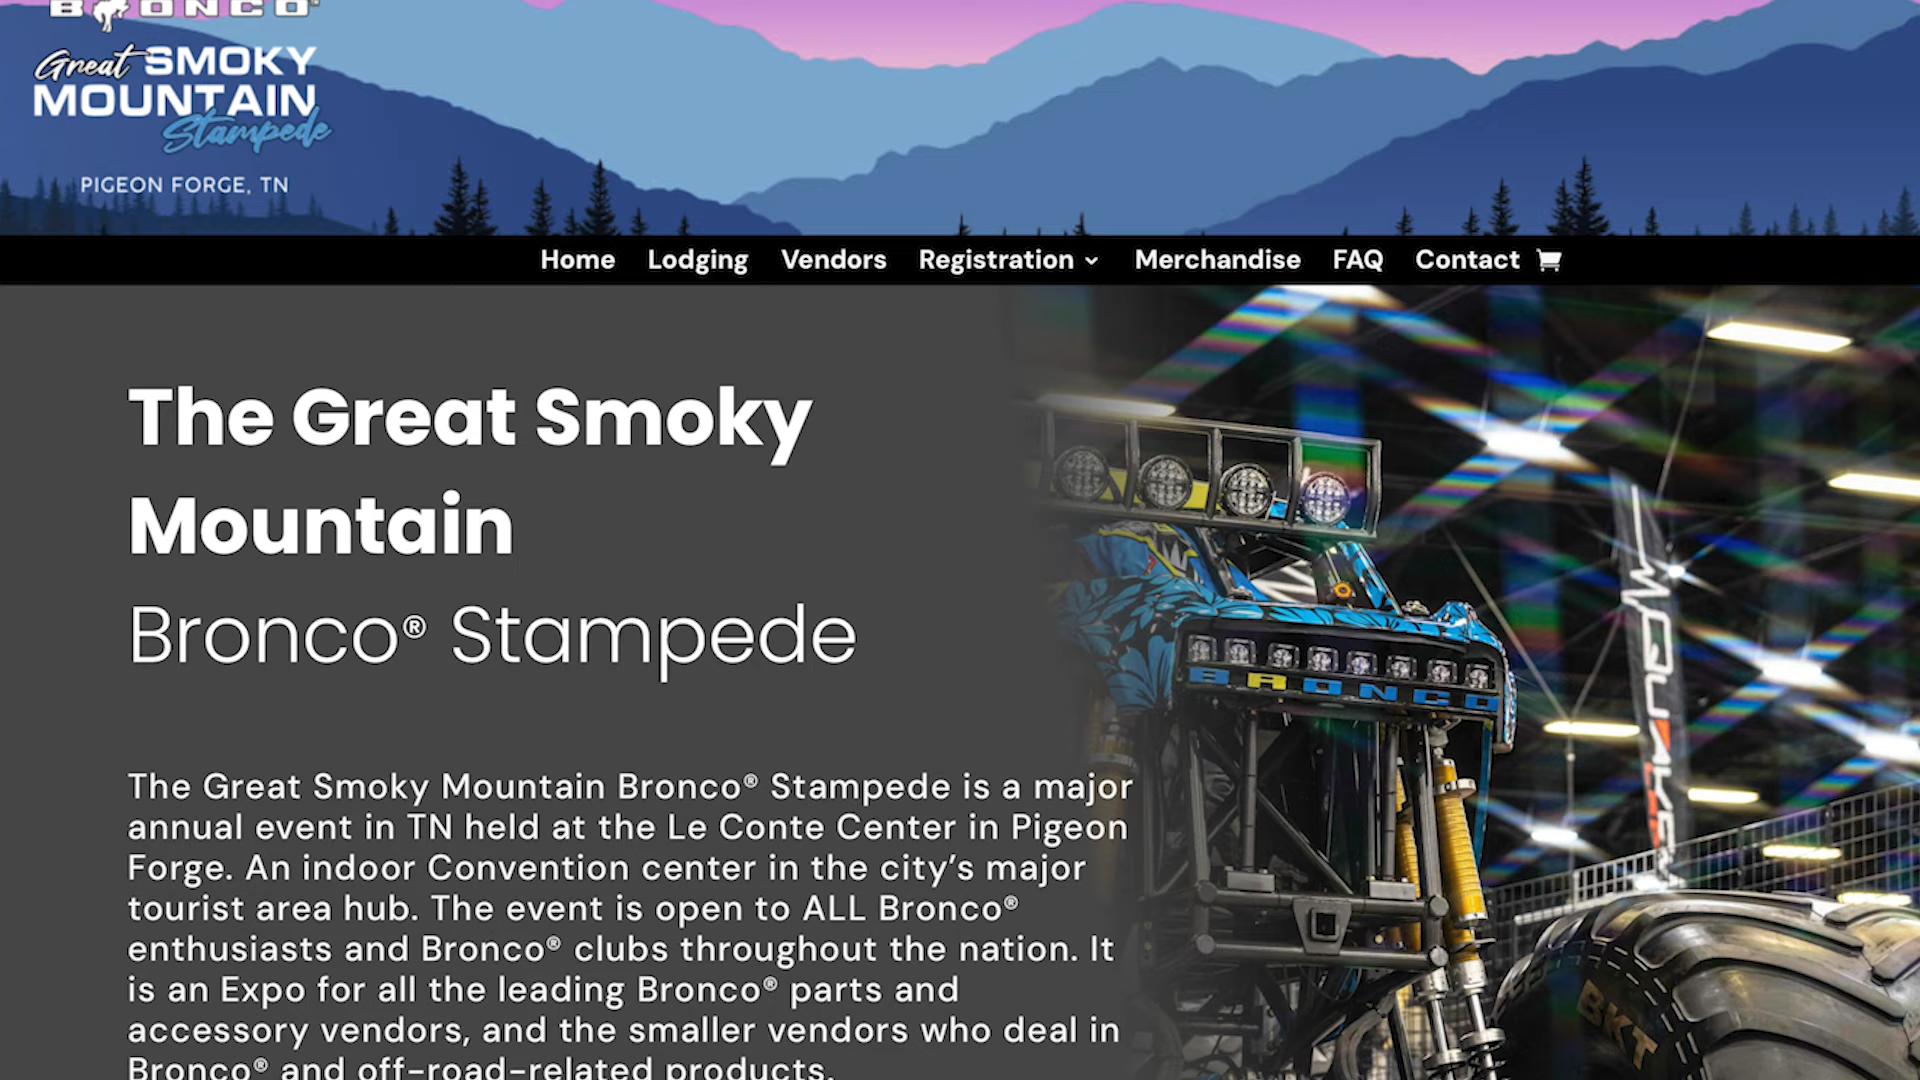 BRONCO®
Great SMOKY
MOUNTAIN
Stampede
PIGEON FORGE, TN
Home Lodging Vendors Registration Merchandise FAQ Contact
The Great Smoky
Mountain
Bronco® Stampede
BRONCO
The Great Smoky Mountain Bronco® Stampede is a major
annual event in TN held at the Le Conte Center in Pigeon
Forge. An indoor Convention center in the city’s major
tourist area hub. The event is open to ALL Bronco®
enthusiasts and Bronco® clubs throughout the nation. It
is an Expo for all the leading Bronco® parts and
accessory vendors, and the smaller vendors who deal in
Bronco® and off-road-related products.
BKT